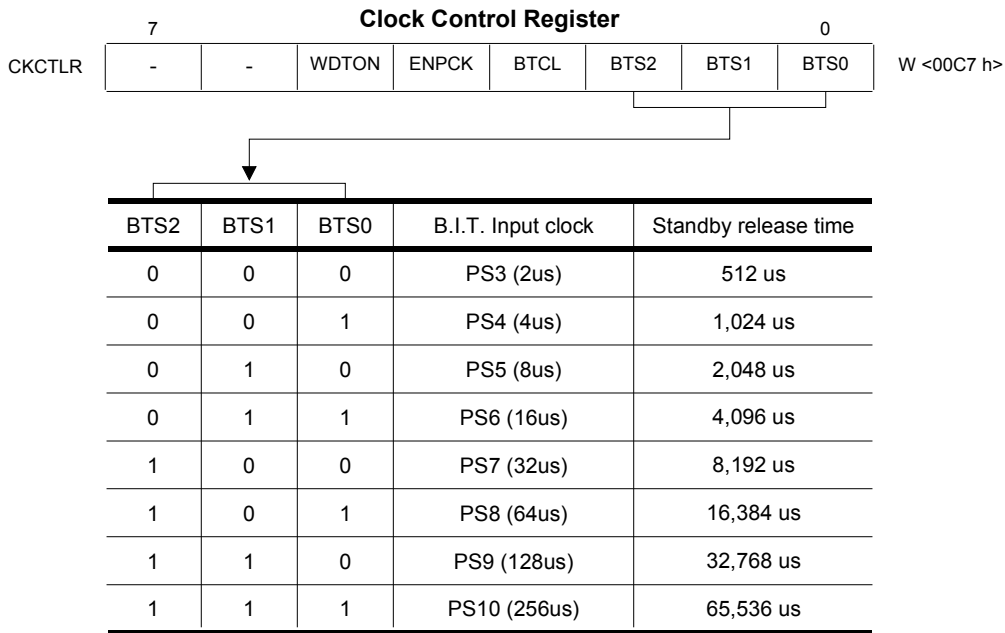 Clock Control Register
7 0
CKCTLR - - WDTON ENPCK BTCL BTS2 BTS1 BTS0 W <00C7 h>
BTS2 BTS1 BTS0 B.I.T. Input clock Standby release time
0 0 0 PS3 (2us) 512 us
0 0 1 PS4 (4us) 1,024 us
0 1 0 PS5 (8us) 2,048 us
0 1 1 PS6 (16us) 4,096 us
1 0 0 PS7 (32us) 8,192 us
1 0 1 PS8 (64us) 16,384 us
1 1 0 PS9 (128us) 32,768 us
1 1 1 PS10 (256us) 65,536 us